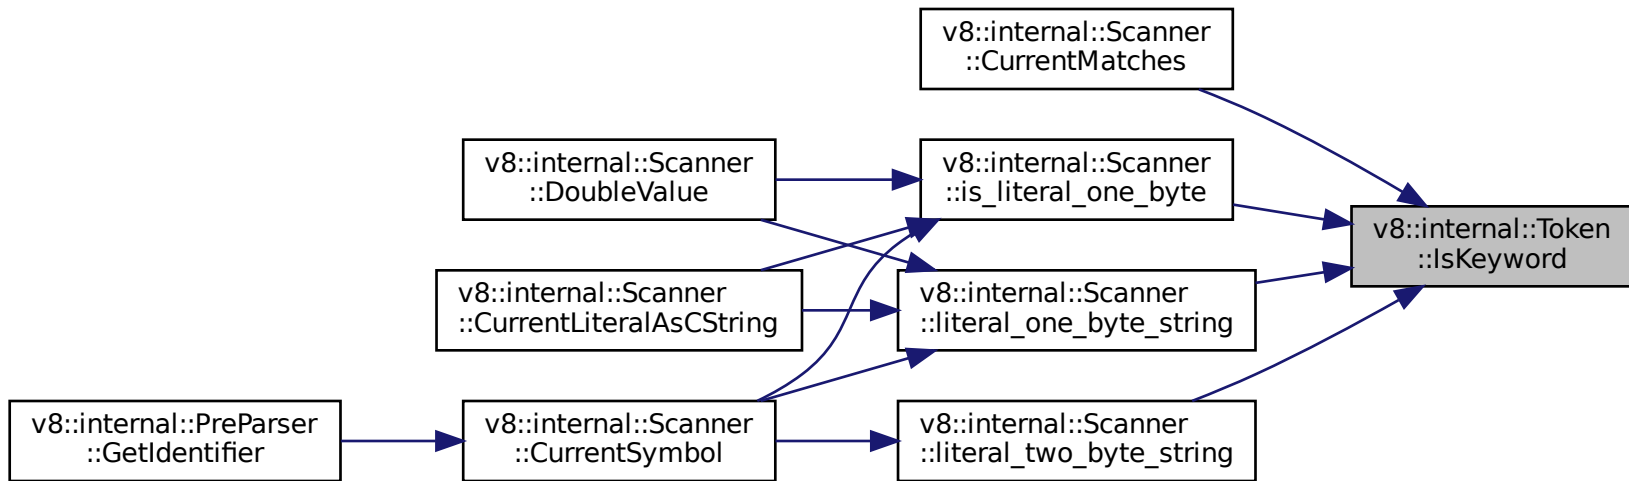 v8::internal::Scanner
::CurrentMatches
v8::internal::Scanner
::DoubleValue
v8::internal::Scanner
::is_literal_one_byte
v8::internal::Token
::IsKeyword
v8::internal::Scanner
::CurrentLiteralAsCString
v8::internal::Scanner
::literal_one_byte_string
v8::internal::PreParser
::GetIdentifier
v8::internal::Scanner
::CurrentSymbol
v8::internal::Scanner
::literal_two_byte_string